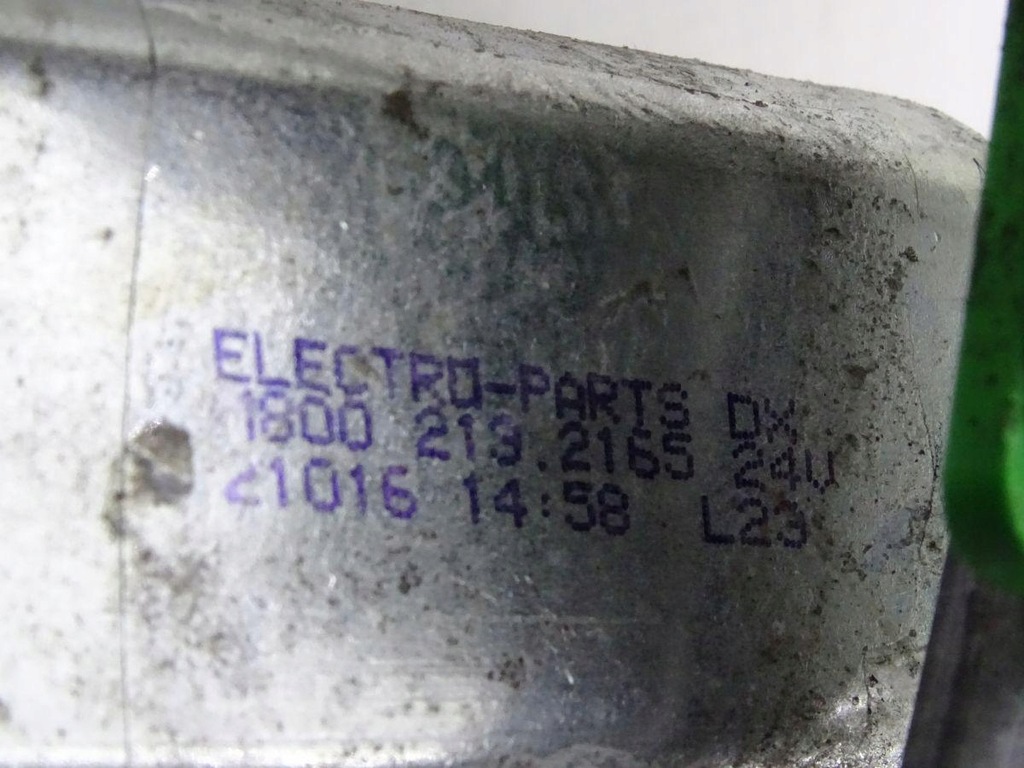 ELECTRO-PARTS DK
1800 213.2165 24V
21016 14:58 L23